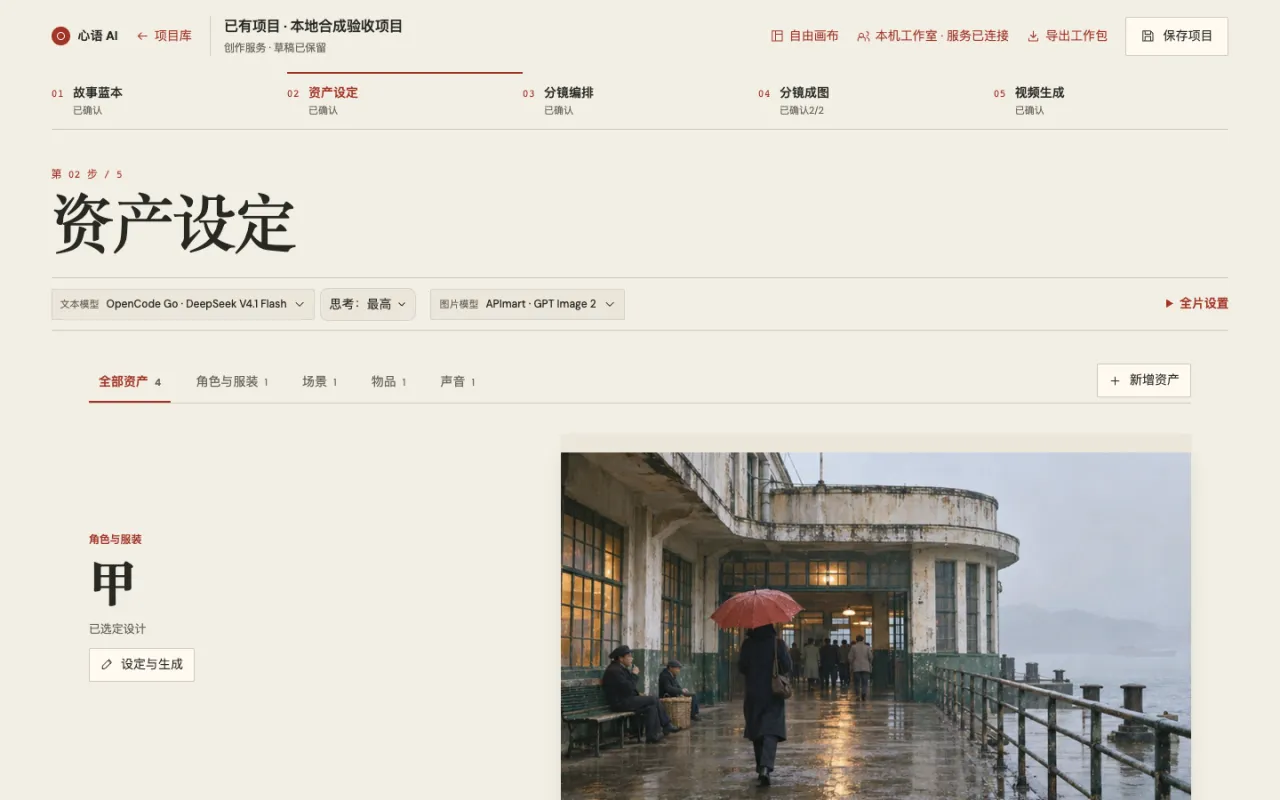 心语 AI
← 项目库
已有项目 · 本地合成验收项目
创作服务 · 草稿已保留
自由画布
本机工作室 · 服务已连接
导出工作包
保存项目
01 故事蓝本
已确认
02 资产设定
已确认
03 分镜编排
已确认
04 分镜成图
已确认2/2
05 视频生成
已确认
第 02 步 / 5
资产设定
文本模型 OpenCode Go · DeepSeek V4.1 Flash
思考：最高
图片模型 APImart · GPT Image 2
全片设置
全部资产 4
角色与服装 1
场景 1
物品 1
声音 1
+ 新增资产
角色与服装
甲
已选定设计
设定与生成